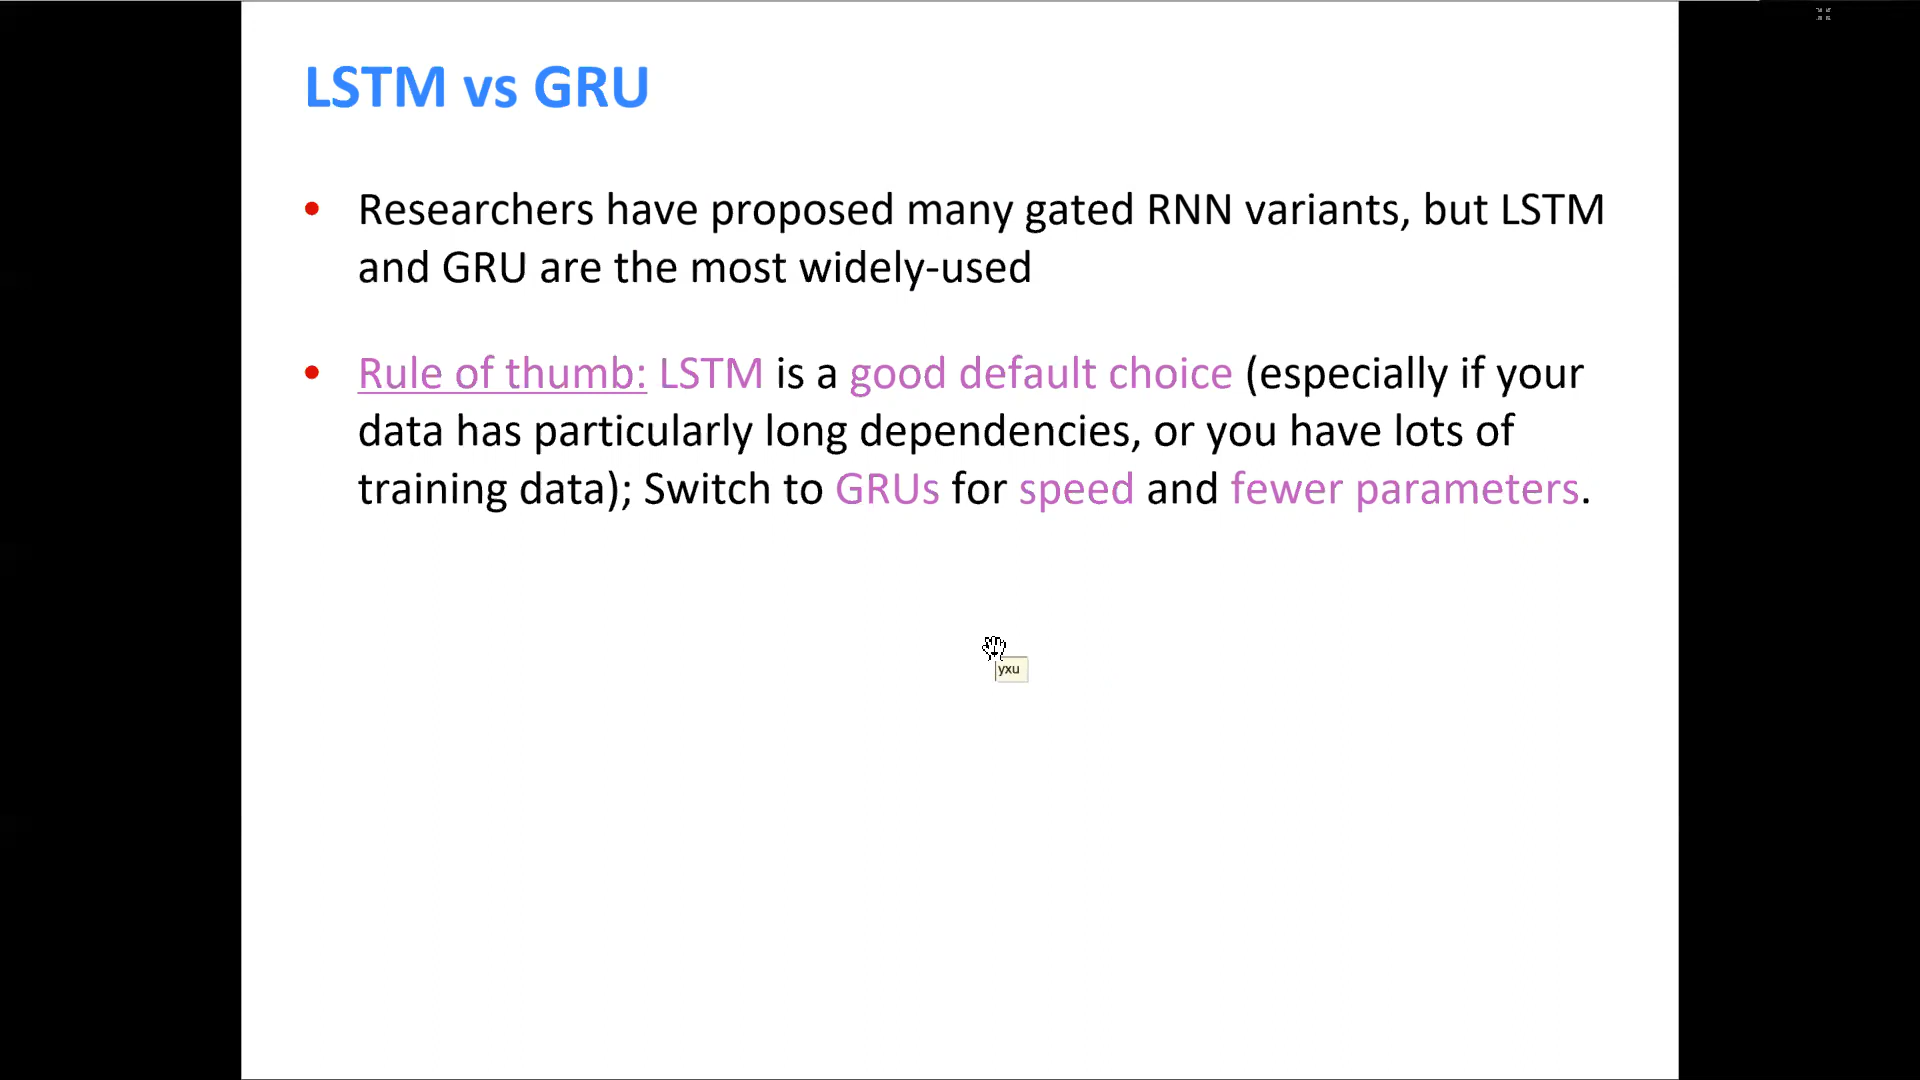 LSTM vs GRU
• Researchers have proposed many gated RNN variants, but LSTM
and GRU are the most widely-used
• Rule of thumb: LSTM is a good default choice (especially if your
data has particularly long dependencies, or you have lots of
training data); Switch to GRUs for speed and fewer parameters.
yxu